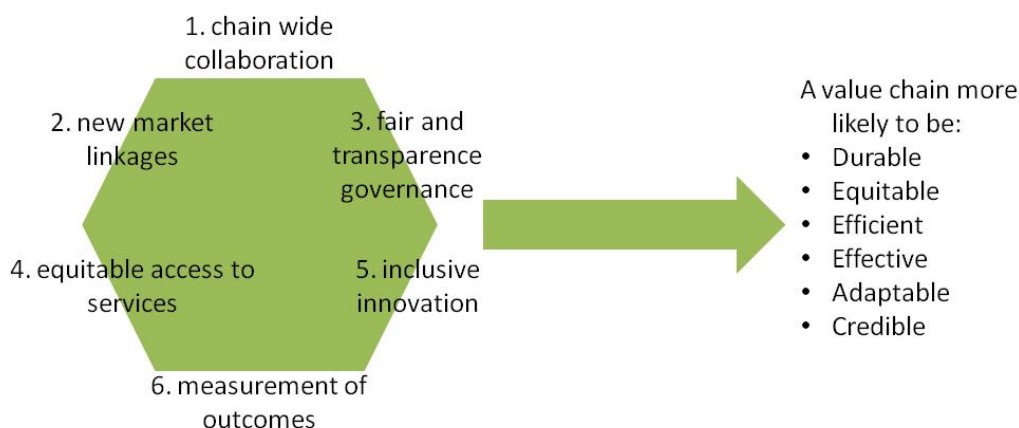 1. chain wide
collaboration
2. new market
linkages
3. fair and
transparence
governance
4. equitable access to
services
5. inclusive
innovation
6. measurement of
outcomes
A value chain more
likely to be:
• Durable
• Equitable
• Efficient
• Effective
• Adaptable
• Credible